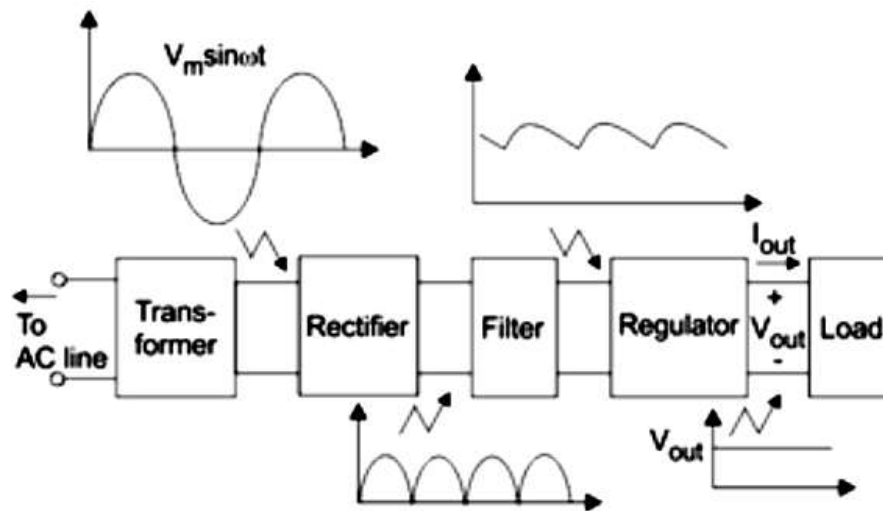 Vmsinωt
Iout
To
AC line
Trans-
former
Rectifier
Filter
Regulator
+
Vout
-
Load
Vout